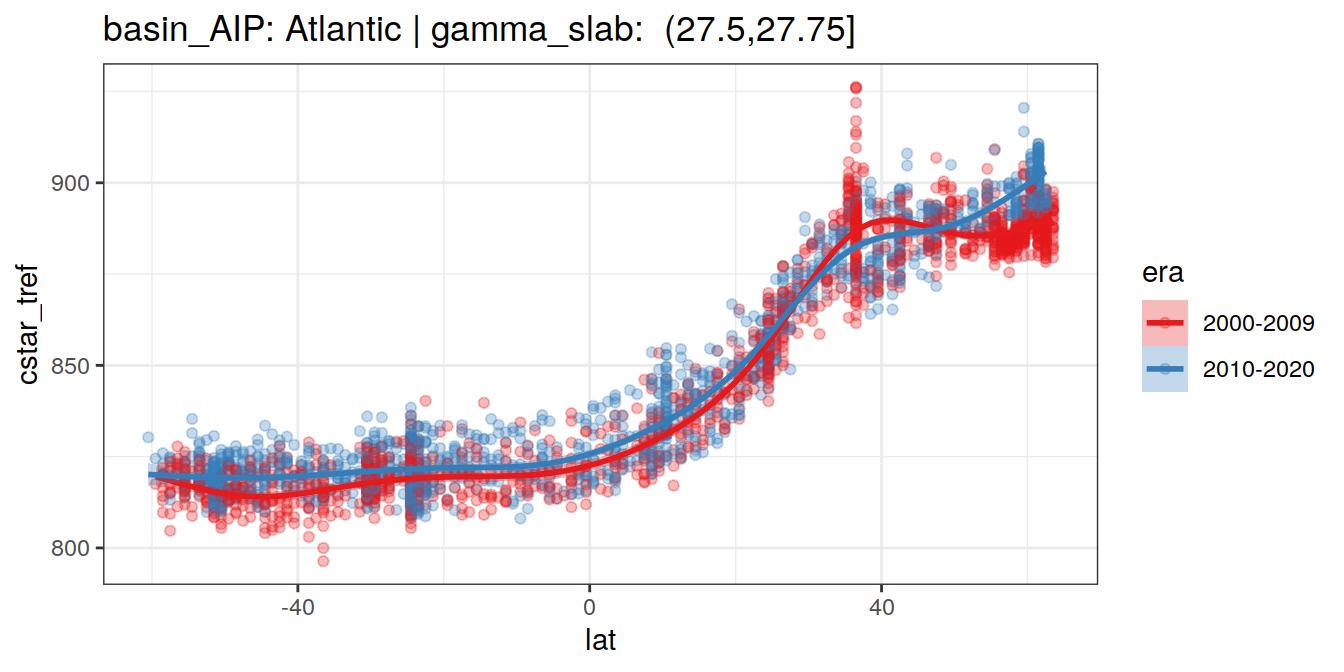 basin_AIP: Atlantic | gamma_slab:  (27.5,27.75]
cstar_tref
900
850
800
-40
0
40
lat
era
2000-2009
2010-2020